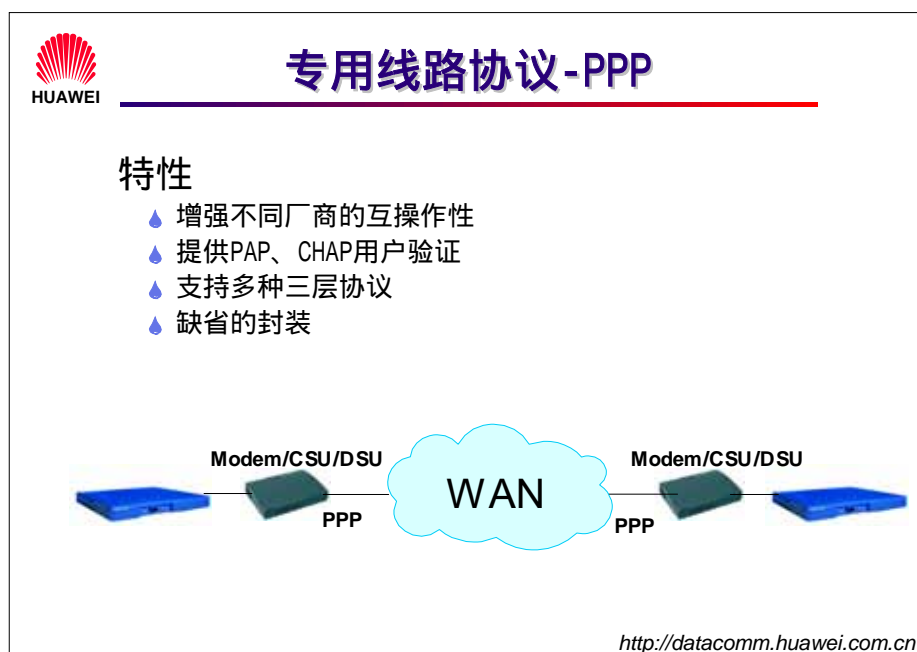 专用线路协议-PPP
HUAWEI
特性
增强不同厂商的互操作性
提供PAP、CHAP用户验证
支持多种三层协议
缺省的封装
Modem/CSU/DSU
Modem/CSU/DSU
WAN
PPP
PPP
http://datacomm.huawei.com.cn